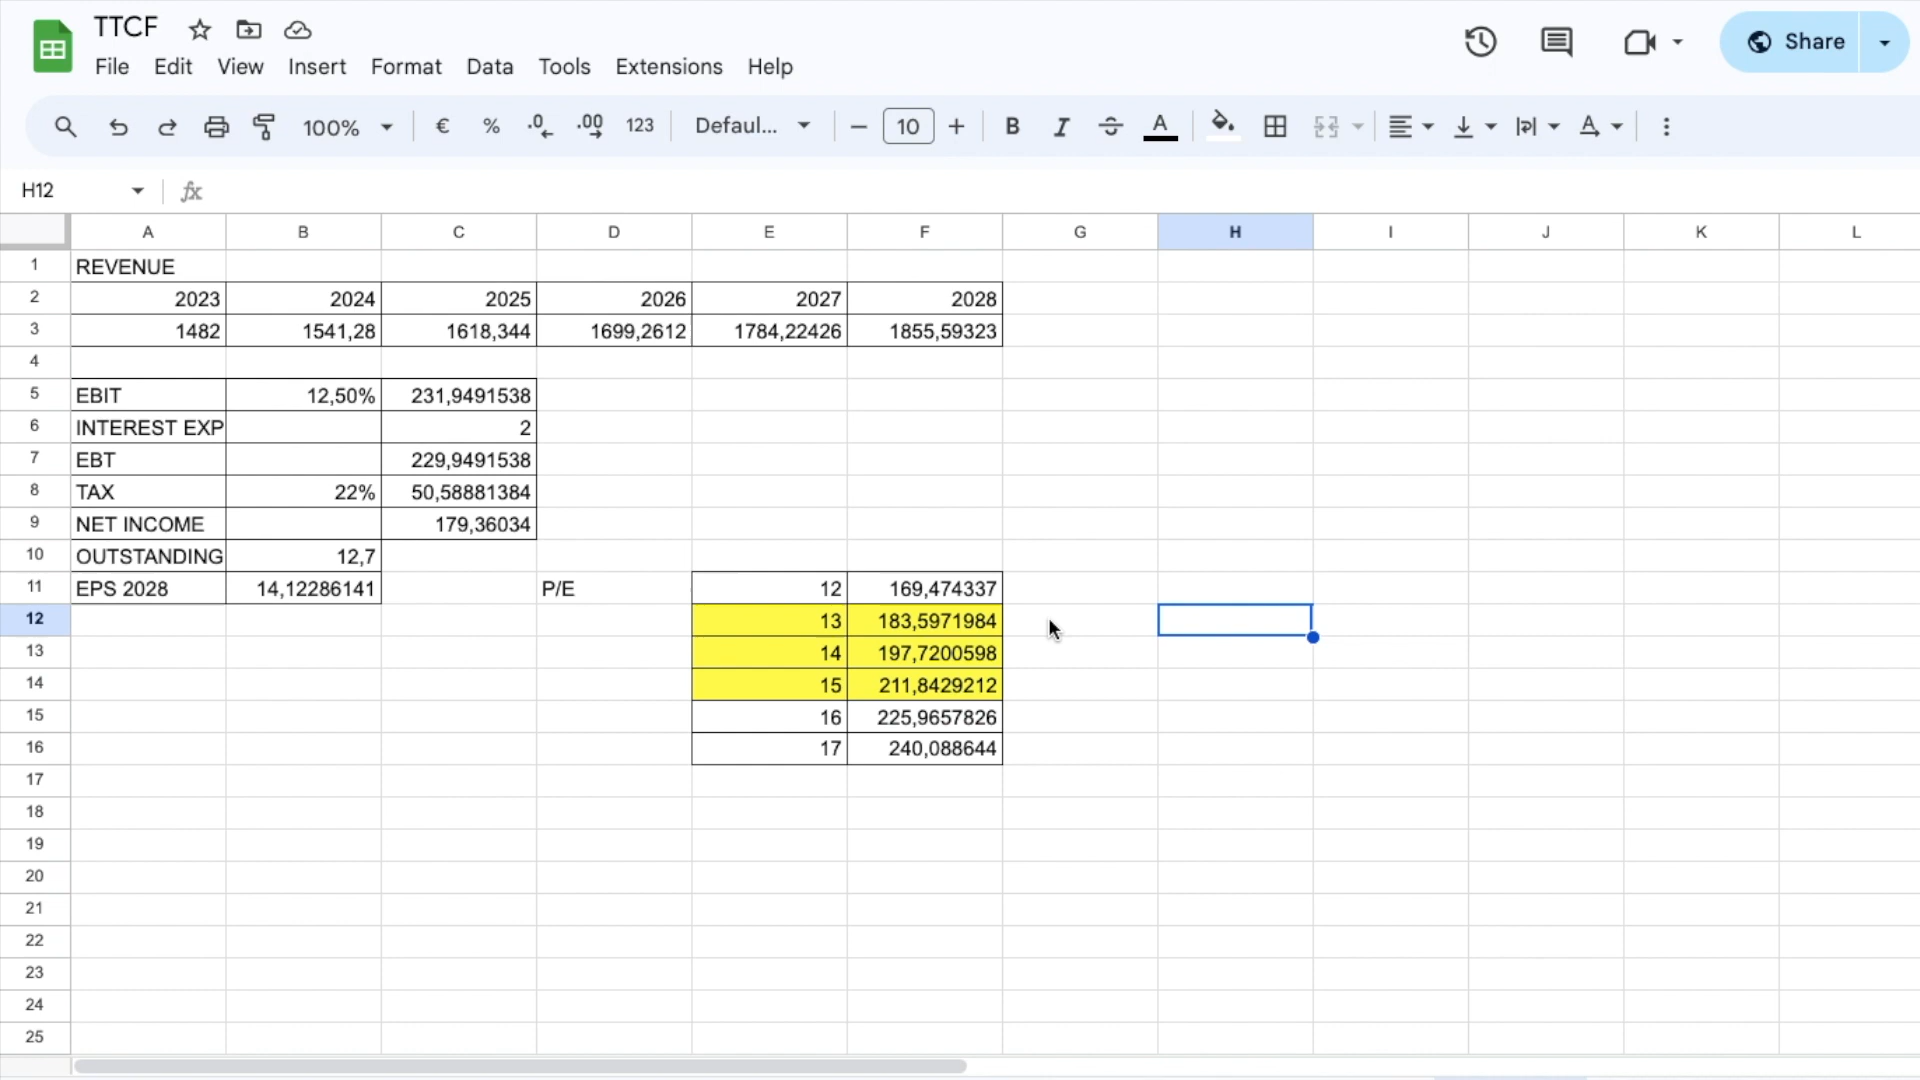 TTCF
File Edit View Insert Format Data Tools Extensions Help
Share
100% € % .0 .00 123 Defaul... − 10 + B I S A
H12 fx
A B C D E F G H I J K L
1 REVENUE
2 2023 2024 2025 2026 2027 2028
3 1482 1541,28 1618,344 1699,2612 1784,22426 1855,59323
4
5 EBIT 12,50% 231,9491538
6 INTEREST EXP 2
7 EBT 229,9491538
8 TAX 22% 50,58881384
9 NET INCOME 179,36034
10 OUTSTANDING 12,7
11 EPS 2028 14,12286141 P/E 12 169,474337
12 13 183,5971984
13 14 197,7200598
14 15 211,8429212
15 16 225,9657826
16 17 240,088644
17
18
19
20
21
22
23
24
25